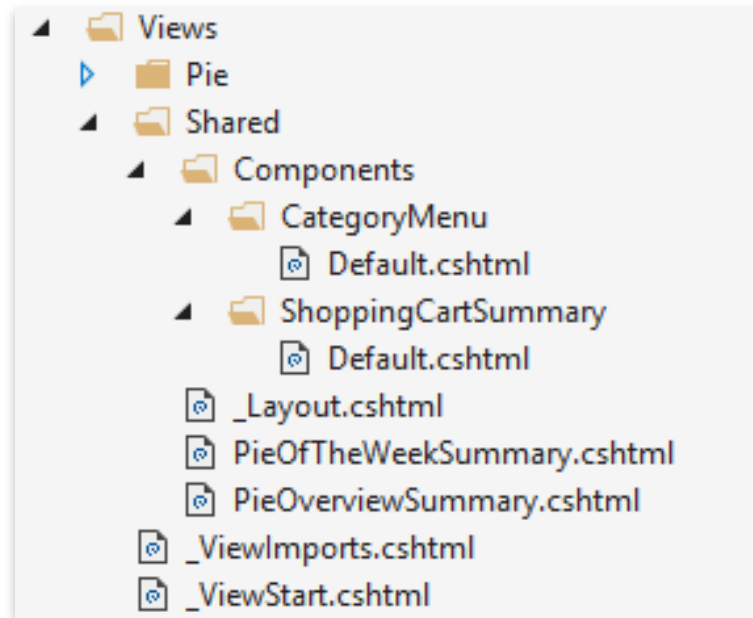 Views
Pie
Shared
Components
CategoryMenu
Default.cshtml
ShoppingCartSummary
Default.cshtml
_Layout.cshtml
PieOfTheWeekSummary.cshtml
PieOverviewSummary.cshtml
_ViewImports.cshtml
_ViewStart.cshtml